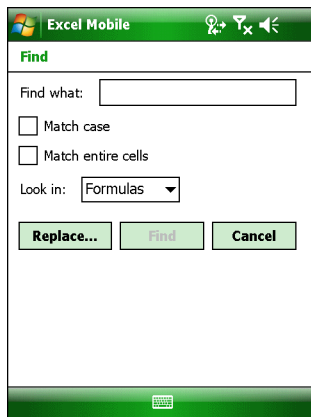 Excel Mobile
Find
Find what:
Match case
Match entire cells
Look in: Formulas
Replace... Find Cancel